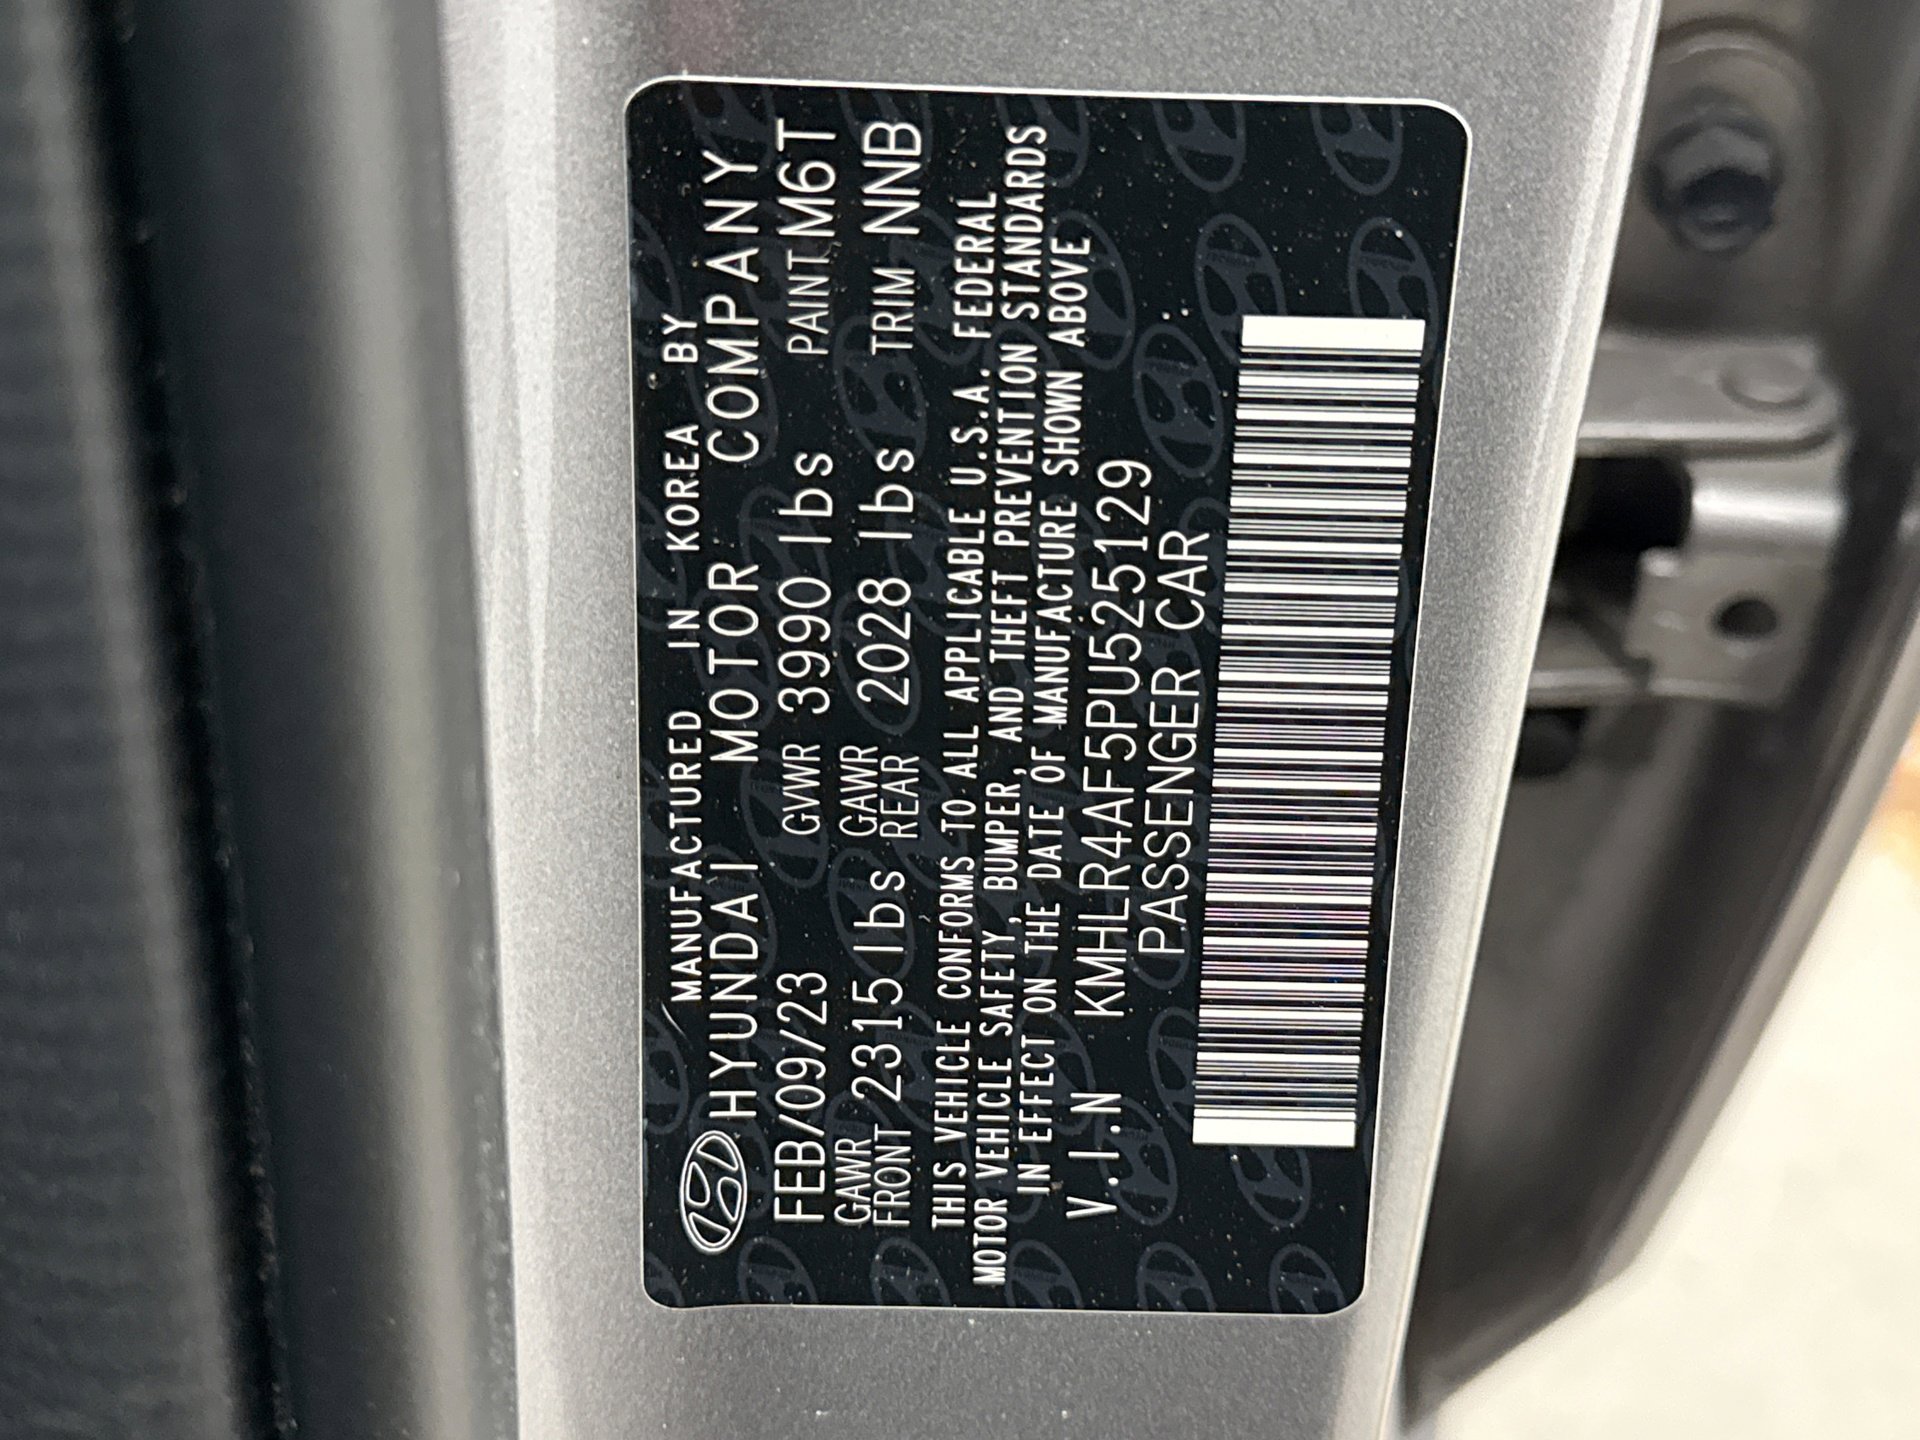 MANUFACTURED IN KOREA BY
HYUNDAI MOTOR COMPANY
FEB/09/23 GVWR 3990 lbs PAINT M6T
GAWR FRONT 2315 lbs GAWR REAR 2028 lbs TRIM NNB
THIS VEHICLE CONFORMS TO ALL APPLICABLE U.S.A. FEDERAL
MOTOR VEHICLE SAFETY, BUMPER, AND THEFT PREVENTION STANDARDS
IN EFFECT ON THE DATE OF MANUFACTURE SHOWN ABOVE
V.I.N KMHLR4AF5PU525129
PASSENGER CAR